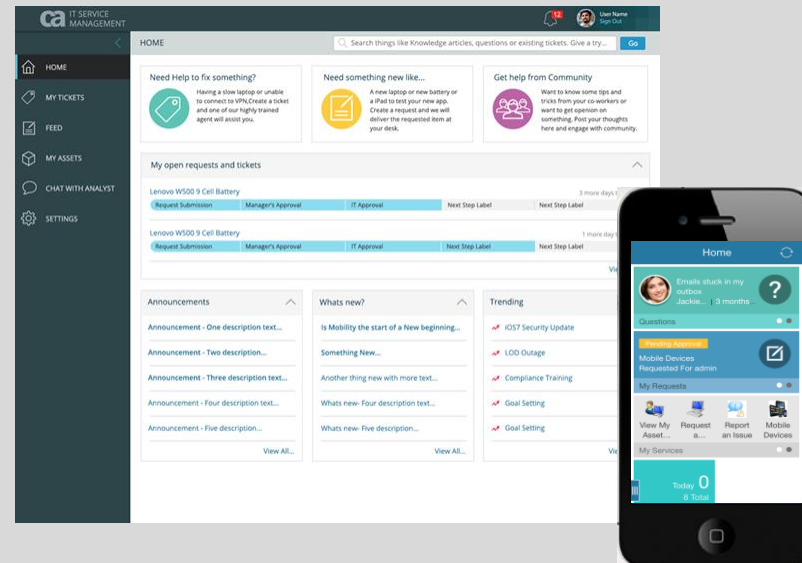 ca IT SERVICE
MANAGEMENT
12
User Name
Sign Out
HOME
Search things like Knowledge articles, questions or existing tickets. Give a try...
Go
HOME
MY TICKETS
FEED
MY ASSETS
CHAT WITH ANALYST
SETTINGS
Need Help to fix something?
Having a slow laptop or unable
to connect to VPN,Create a ticket
and one of our highly trained
agent will assist you.
Need something new like...
A new laptop or new battery or
a iPad to test your new app.
Create a request and we will
deliver the requested item at
your desk.
Get help from Community
Want to know some tips and
tricks from your co-workers or
want to get openion on
something. Post your thoughts
here and engage with community.
My open requests and tickets
Lenovo W500 9 Cell Battery
3 more days
Request Submission Manager's Approval IT Approval Next Step Label Next Step Label
Lenovo W500 9 Cell Battery
1 more day
Request Submission Manager's Approval IT Approval Next Step Label Next Step Label
Announcements
Announcement - One description text...
Announcement - Two description...
Announcement - Three description text...
Announcement - Four description text...
Announcement - Five description...
View All...
Whats new?
Is Mobility the start of a New beginning...
Something New...
Another thing new with more text...
Whats new- Four description text...
Whats new- Five description...
View All...
Trending
iOS7 Security Update
LOD Outage
Compliance Training
Goal Setting
Goal Setting
Home
Emails stuck in my
outbox
Jackie... | 3 months
?
Questions
Pending Approval
Mobile Devices
Requested For admin
My Requests
View My
Asset...
Request
a...
Report
an Issue
Mobile
Devices
My Services
Today 0
8 Total